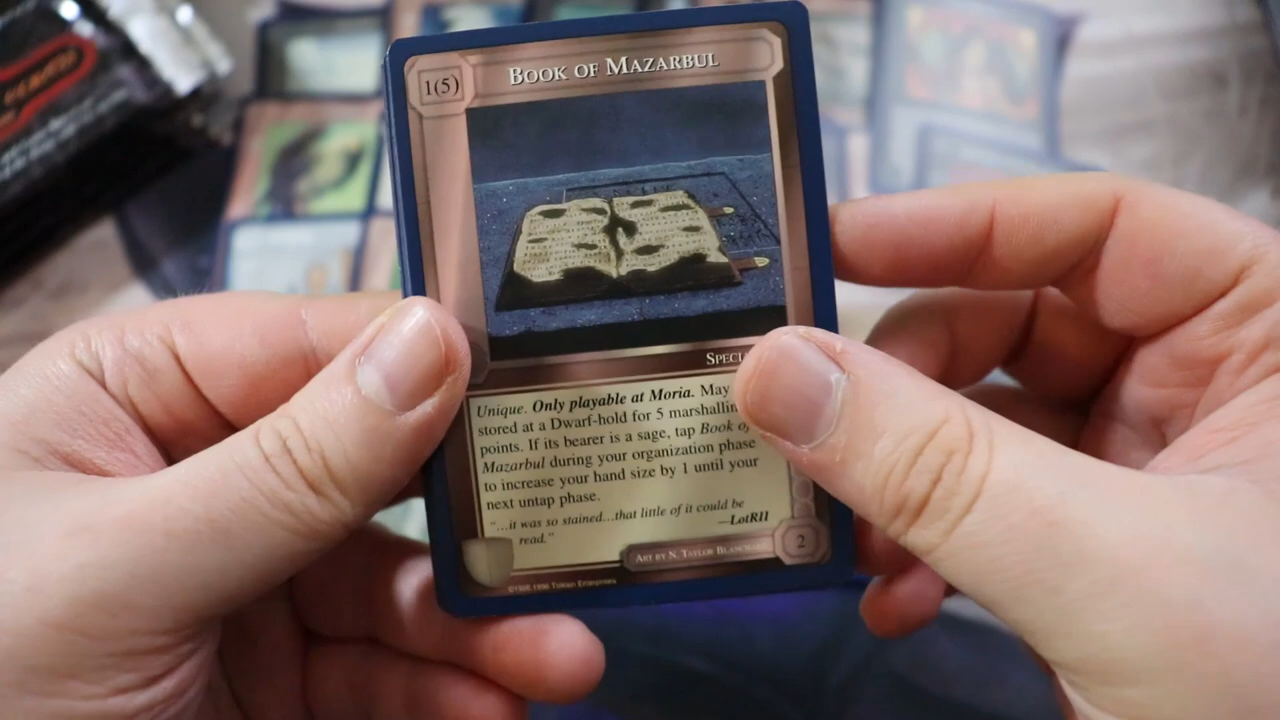 1(5)
BOOK OF MAZARBUL
Unique. Only playable at Moria. May
stored at a Dwarf-hold for 5
points. If its bearer is a sage, tap Book
Mazarbul during your organization phase
to increase your hand size by 1 until your
next untap phase.
"...it was so stained...that little of it could be
read."
—LotRII
ART BY N. TAYLOR
2